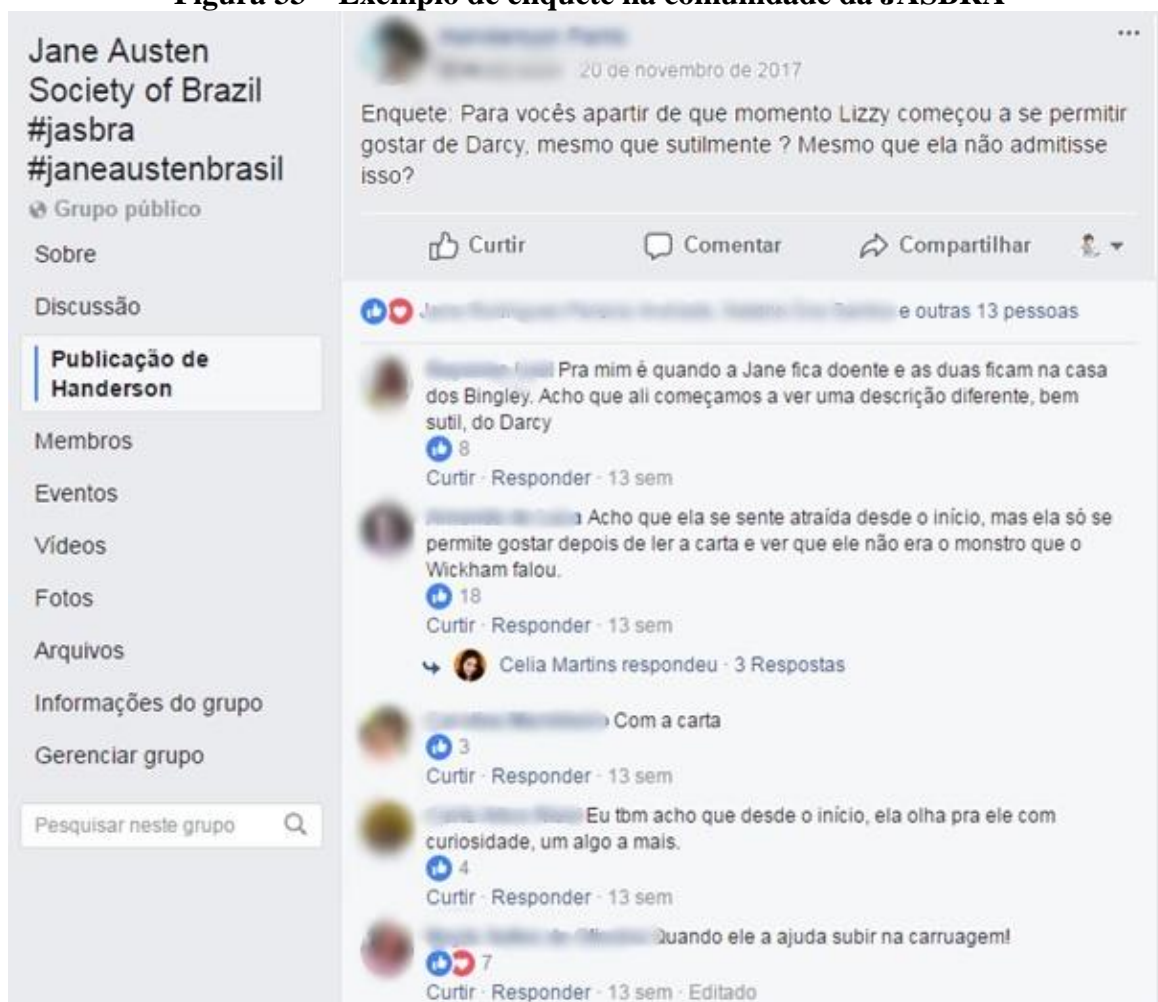 Figura 35 – Exemplo de enquete na comunidade da JASBRA
Jane Austen
Society of Brazil
#jasbra
#janeaustenbrasil
Grupo público
Sobre
Discussão
Publicação de
Handerson
Membros
Eventos
Vídeos
Fotos
Arquivos
Informações do grupo
Gerenciar grupo
Pesquisar neste grupo
20 de novembro de 2017
Enquete: Para vocês apartir de que momento Lizzy começou a se permitir
gostar de Darcy, mesmo que sutilmente ? Mesmo que ela não admitisse
isso?
Curtir Comentar Compartilhar
e outras 13 pessoas
Pra mim é quando a Jane fica doente e as duas ficam na casa
dos Bingley. Acho que ali começamos a ver uma descrição diferente, bem
sutil, do Darcy
8
Curtir · Responder · 13 sem
Acho que ela se sente atraída desde o início, mas ela só se
permite gostar depois de ler a carta e ver que ele não era o monstro que o
Wickham falou.
18
Curtir · Responder · 13 sem
Celia Martins respondeu · 3 Respostas
Com a carta
3
Curtir · Responder · 13 sem
Eu tbm acho que desde o início, ela olha pra ele com
curiosidade, um algo a mais.
4
Curtir · Responder · 13 sem
Quando ele a ajuda subir na carruagem!
7
Curtir · Responder · 13 sem · Editado